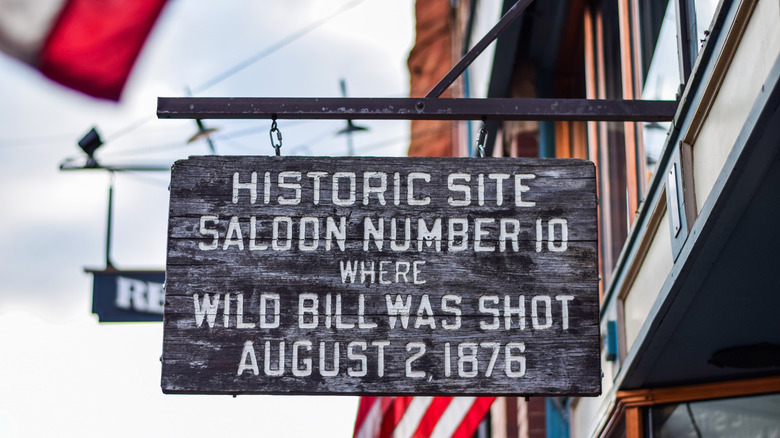 HISTORIC SITE
SALOON NUMBER 10
WHERE
WILD BILL WAS SHOT
AUGUST 2, 1876